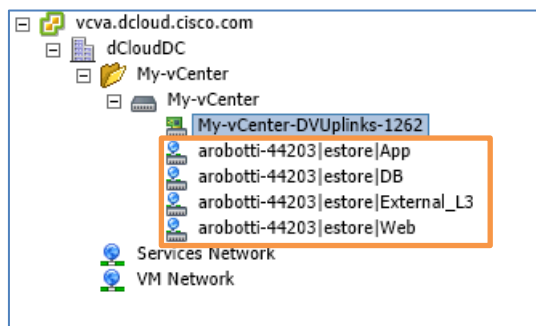 vcva.dcloud.cisco.com
dCloudDC
My-vCenter
My-vCenter
My-vCenter-DVUplinks-1262
arobotti-44203|estore|App
arobotti-44203|estore|DB
arobotti-44203|estore|External_L3
arobotti-44203|estore|Web
Services Network
VM Network